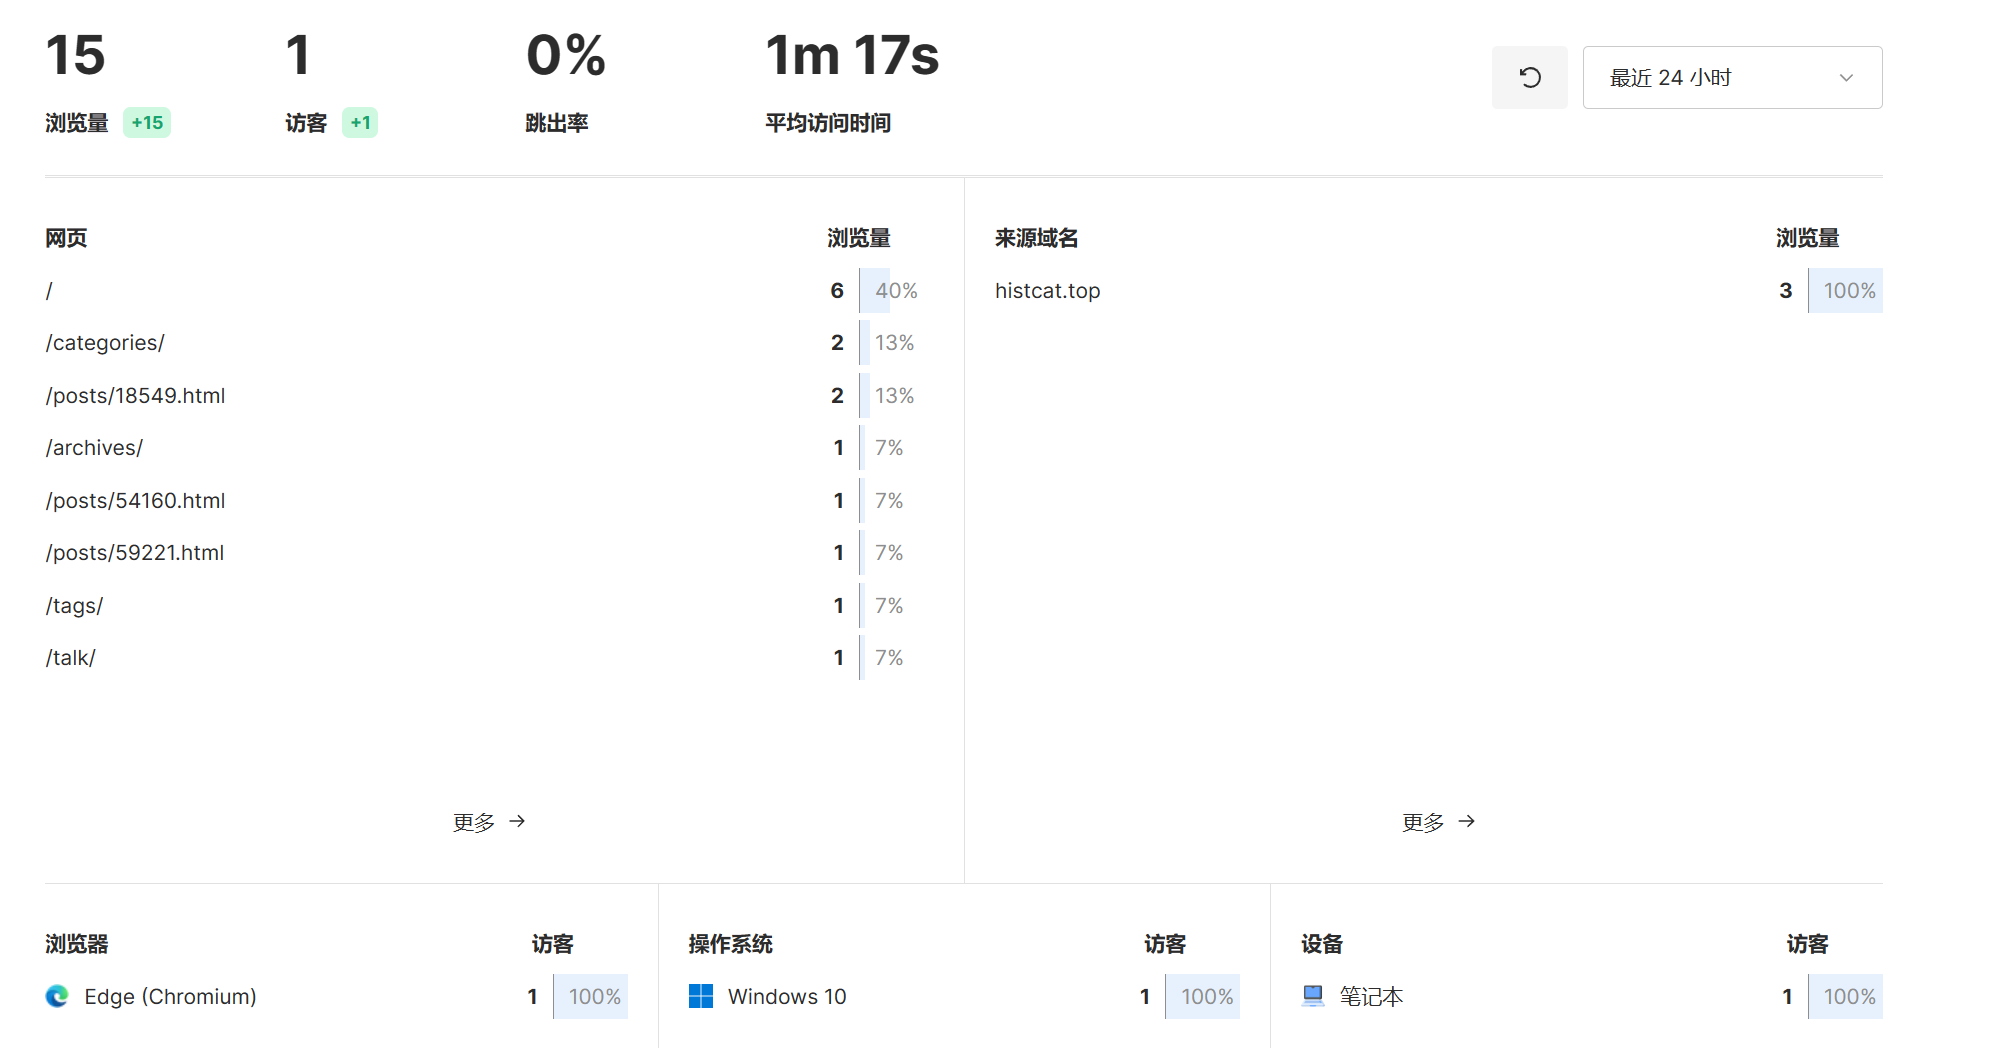 15
浏览量 +15
1
访客 +1
0%
跳出率
1m 17s
平均访问时间
最近 24 小时
网页 浏览量
/ 6 40%
/categories/ 2 13%
/posts/18549.html 2 13%
/archives/ 1 7%
/posts/54160.html 1 7%
/posts/59221.html 1 7%
/tags/ 1 7%
/talk/ 1 7%
更多
来源域名 浏览量
histcat.top 3 100%
更多
浏览器 访客
Edge (Chromium) 1 100%
操作系统 访客
Windows 10 1 100%
设备 访客
笔记本 1 100%